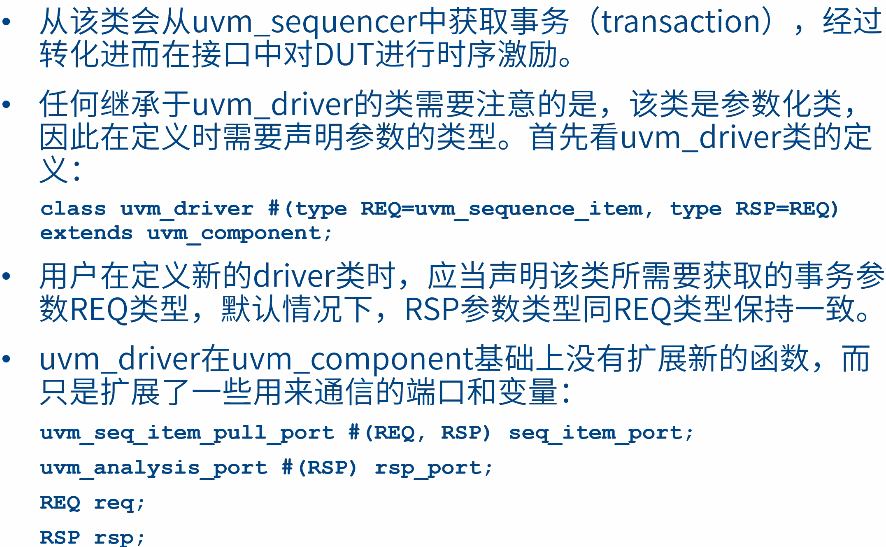 • 从该类会从uvm_sequencer中获取事务（transaction），经过
转化进而在接口中对DUT进行时序激励。
• 任何继承于uvm_driver的类需要注意的是，该类是参数化类，
因此在定义时需要声明参数的类型。首先看uvm_driver类的定
义：
class uvm_driver #(type REQ=uvm_sequence_item, type RSP=REQ)
extends uvm_component;
• 用户在定义新的driver类时，应当声明该类所需要获取的事务参
数REQ类型，默认情况下，RSP参数类型同REQ类型保持一致。
• uvm_driver在uvm_component基础上没有扩展新的函数，而
只是扩展了一些用来通信的端口和变量：
uvm_seq_item_pull_port #(REQ, RSP) seq_item_port;
uvm_analysis_port #(RSP) rsp_port;
REQ req;
RSP rsp;